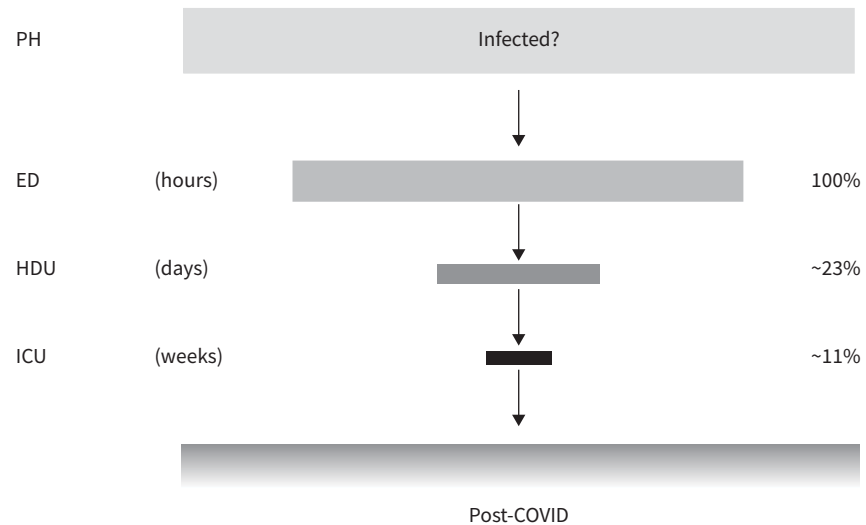 PH Infected?
ED (hours) 100%
HDU (days) ~23%
ICU (weeks) ~11%
Post-COVID